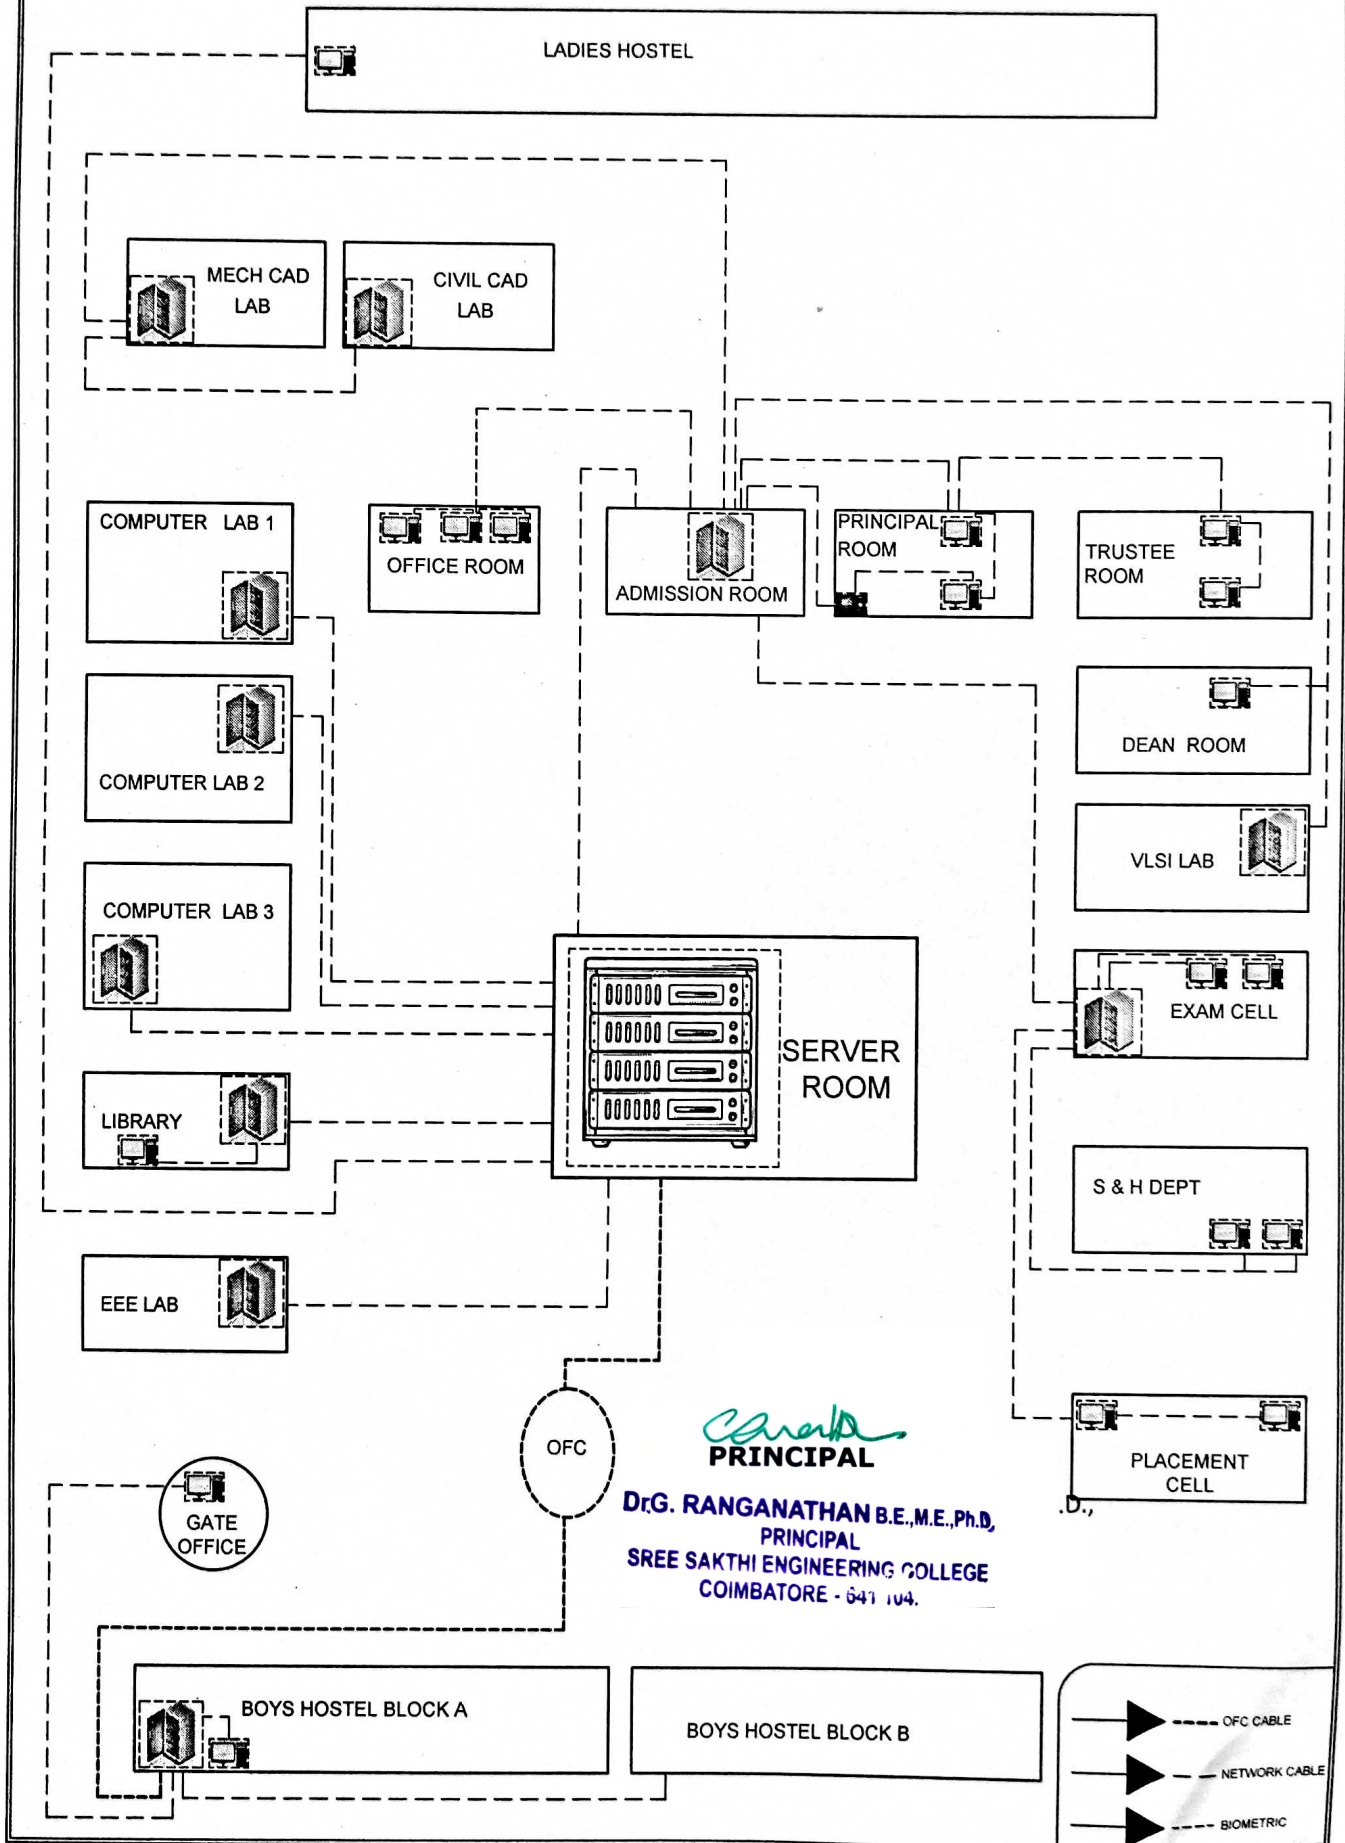 LADIES HOSTEL
MECH CAD
LAB
CIVIL CAD
LAB
COMPUTER LAB 1
OFFICE ROOM
ADMISSION ROOM
PRINCIPAL
ROOM
TRUSTEE
ROOM
COMPUTER LAB 2
DEAN ROOM
VLSI LAB
COMPUTER LAB 3
EXAM CELL
SERVER
ROOM
LIBRARY
S & H DEPT
EEE LAB
OFC
PRINCIPAL
Dr.G. RANGANATHAN B.E.,M.E.,Ph.D,
PRINCIPAL
SREE SAKTHI ENGINEERING COLLEGE
COIMBATORE - 641 104.
.D.,
PLACEMENT
CELL
GATE
OFFICE
BOYS HOSTEL BLOCK A
BOYS HOSTEL BLOCK B
OFC CABLE
NETWORK CABLE
BIOMETRIC